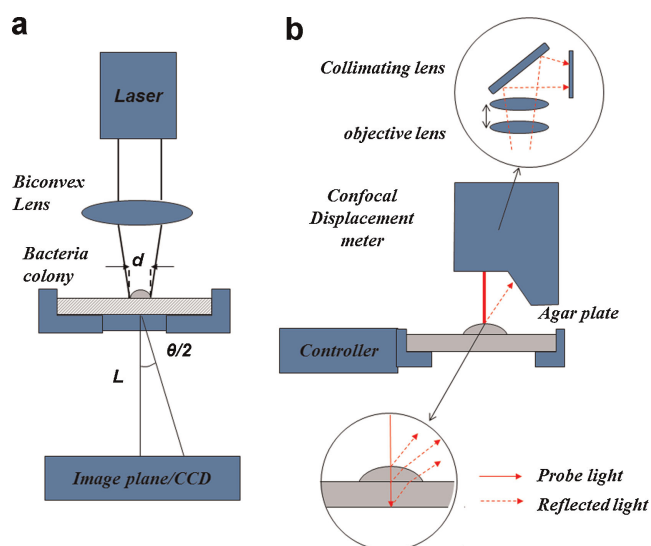 a
Laser
Biconvex
Lens
Bacteria
colony
d
θ/2
L
Image plane/CCD
b
Collimating lens
objective lens
Confocal
Displacement
meter
Agar plate
Controller
Probe light
Reflected light